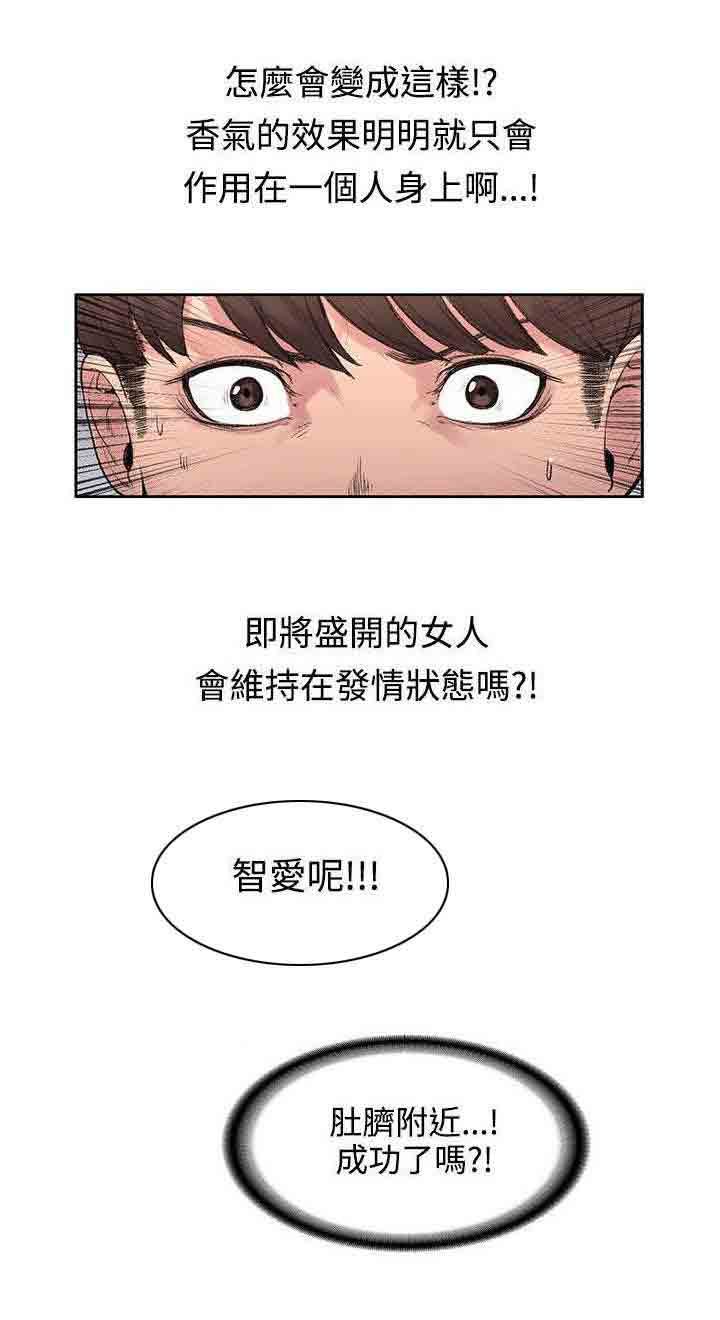 怎麼會變成這樣!?
香氣的效果明明就只會
作用在一個人身上啊...!
即將盛開的女人
會維持在發情狀態嗎?!
智愛呢!!!
肚臍附近...!
成功了嗎?!